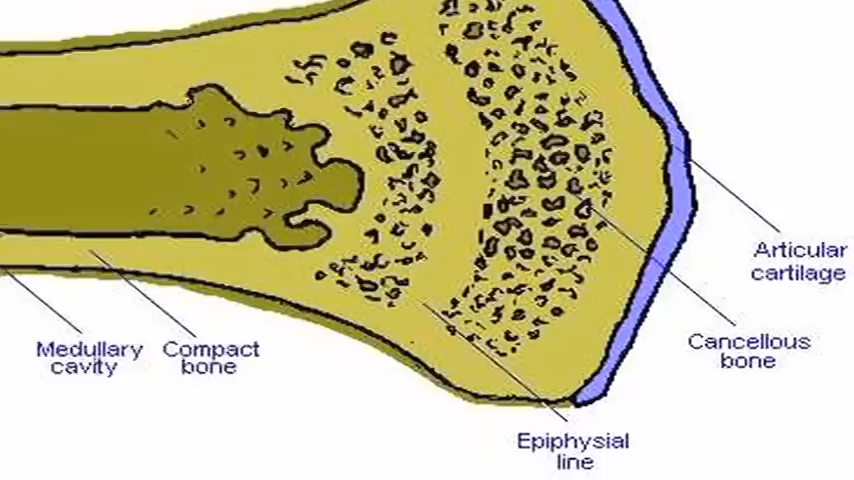 Articular
cartilage
Cancellous
bone
Medullary
cavity
Compact
bone
Epiphysial
line